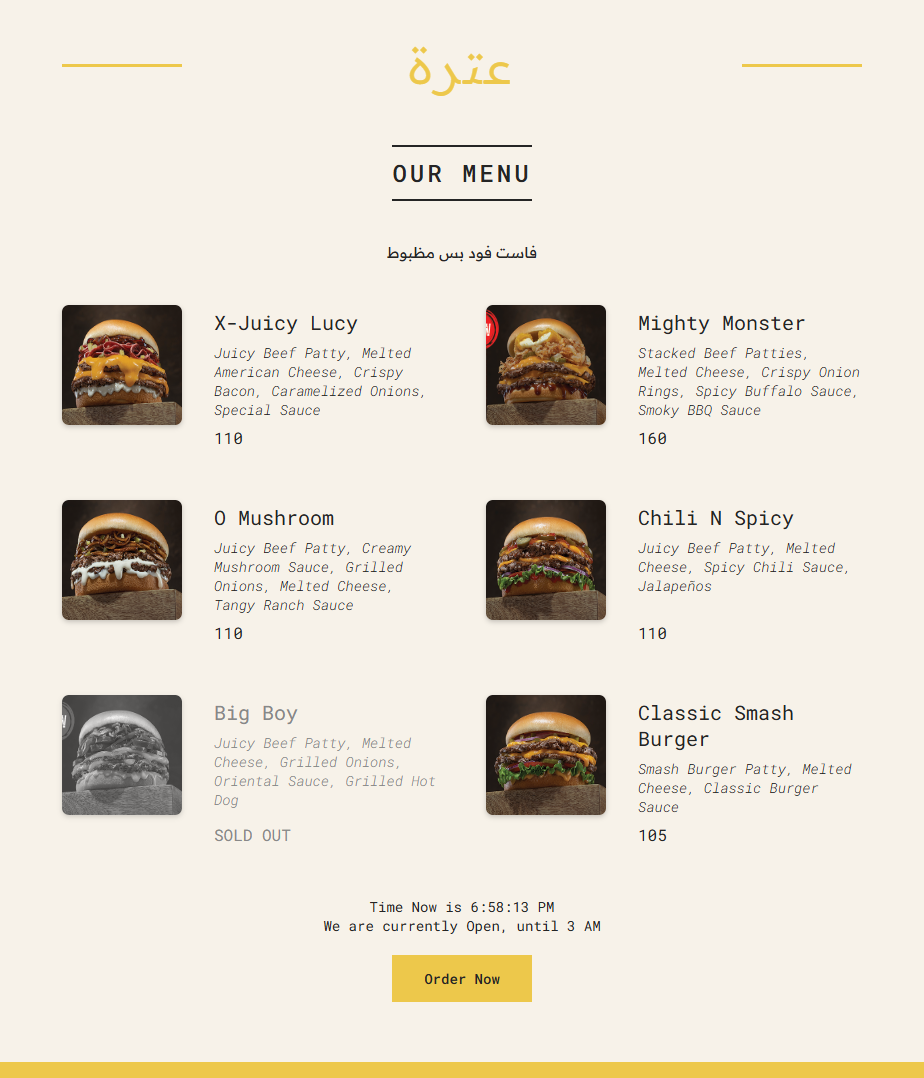 عترة
OUR MENU
فاست فود بس مظبوط
X-Juicy Lucy
Juicy Beef Patty, Melted
American Cheese, Crispy
Bacon, Caramelized Onions,
Special Sauce
110
Mighty Monster
Stacked Beef Patties,
Melted Cheese, Crispy Onion
Rings, Spicy Buffalo Sauce,
Smoky BBQ Sauce
160
O Mushroom
Juicy Beef Patty, Creamy
Mushroom Sauce, Grilled
Onions, Melted Cheese,
Tangy Ranch Sauce
110
Chili N Spicy
Juicy Beef Patty, Melted
Cheese, Spicy Chili Sauce,
Jalapeños
110
Big Boy
Juicy Beef Patty, Melted
Cheese, Grilled Onions,
Oriental Sauce, Grilled Hot
Dog
SOLD OUT
Classic Smash
Burger
Smash Burger Patty, Melted
Cheese, Classic Burger
Sauce
105
Time Now is 6:58:13 PM
We are currently Open, until 3 AM
Order Now